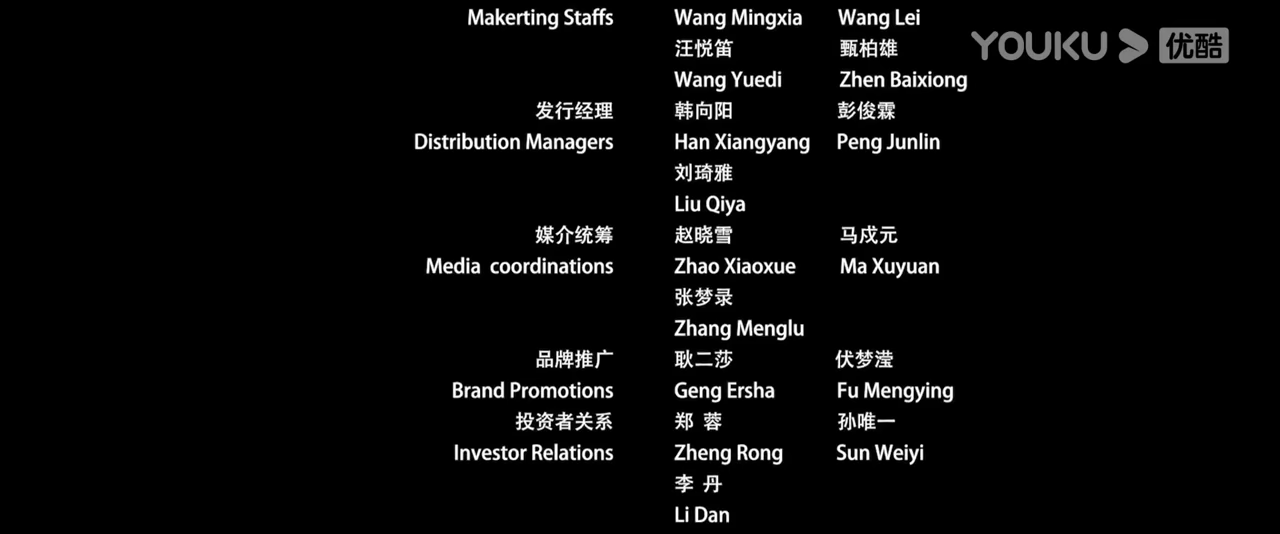 Makerting Staffs Wang Mingxia Wang Lei
YOUKU 优酷
汪悦笛 甄柏雄
Wang Yuedi Zhen Baixiong
发行经理 韩向阳 彭俊霖
Distribution Managers Han Xiangyang Peng Junlin
刘琦雅
Liu Qiya
媒介统筹 赵晓雪 马戌元
Media coordinations Zhao Xiaoxue Ma Xuyuan
张梦录
Zhang Menglu
品牌推广 耿二莎 伏梦滢
Brand Promotions Geng Ersha Fu Mengying
投资者关系 郑 蓉 孙唯一
Investor Relations Zheng Rong Sun Weiyi
李 丹
Li Dan